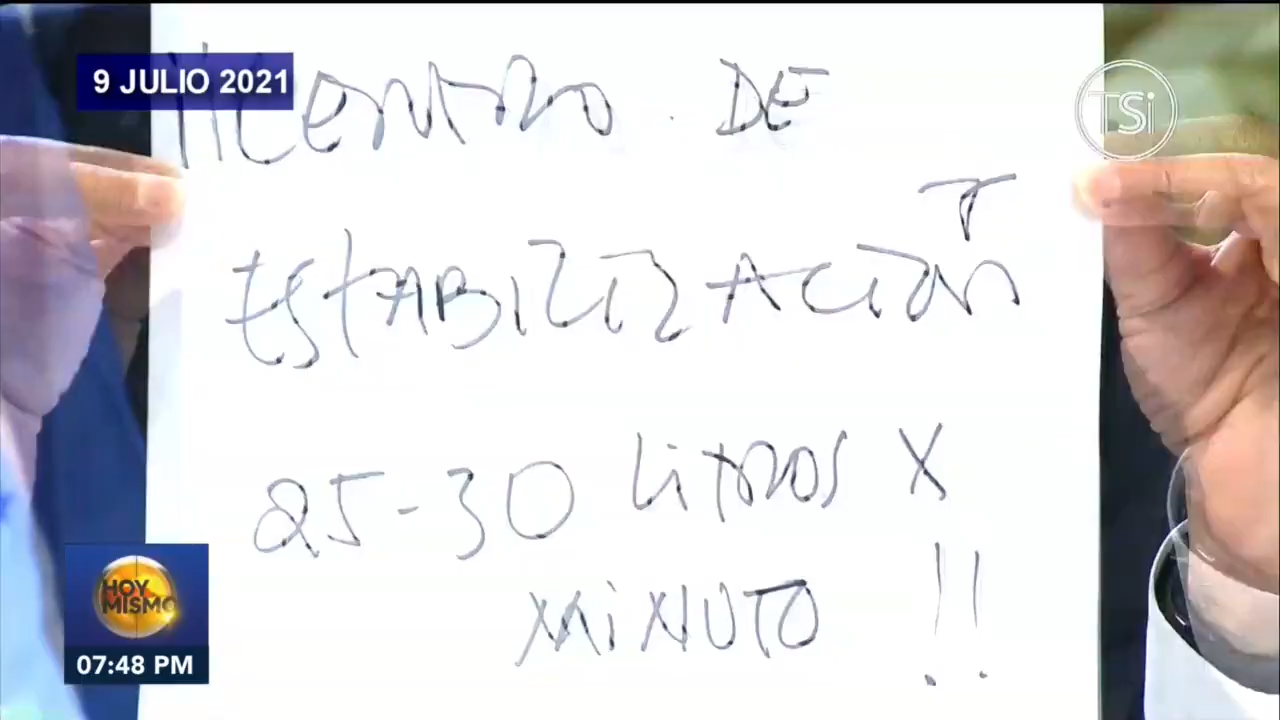 9 JULIO 2021
TSi
"CENTRO DE
ESTABILIZACIÓN
25-30 LITROS X
MINUTO !!
HOY
MISMO
07:48 PM